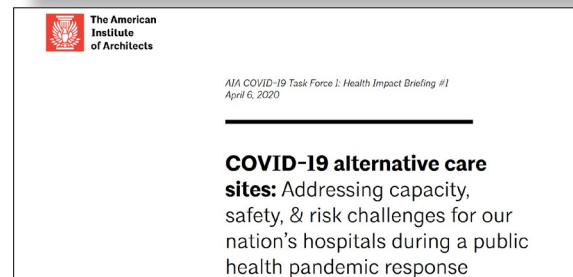 The American
Institute
of Architects
AIA COVID-19 Task Force 1: Health Impact Briefing #1
April 6, 2020
COVID-19 alternative care
sites: Addressing capacity,
safety, & risk challenges for our
nation's hospitals during a public
health pandemic response